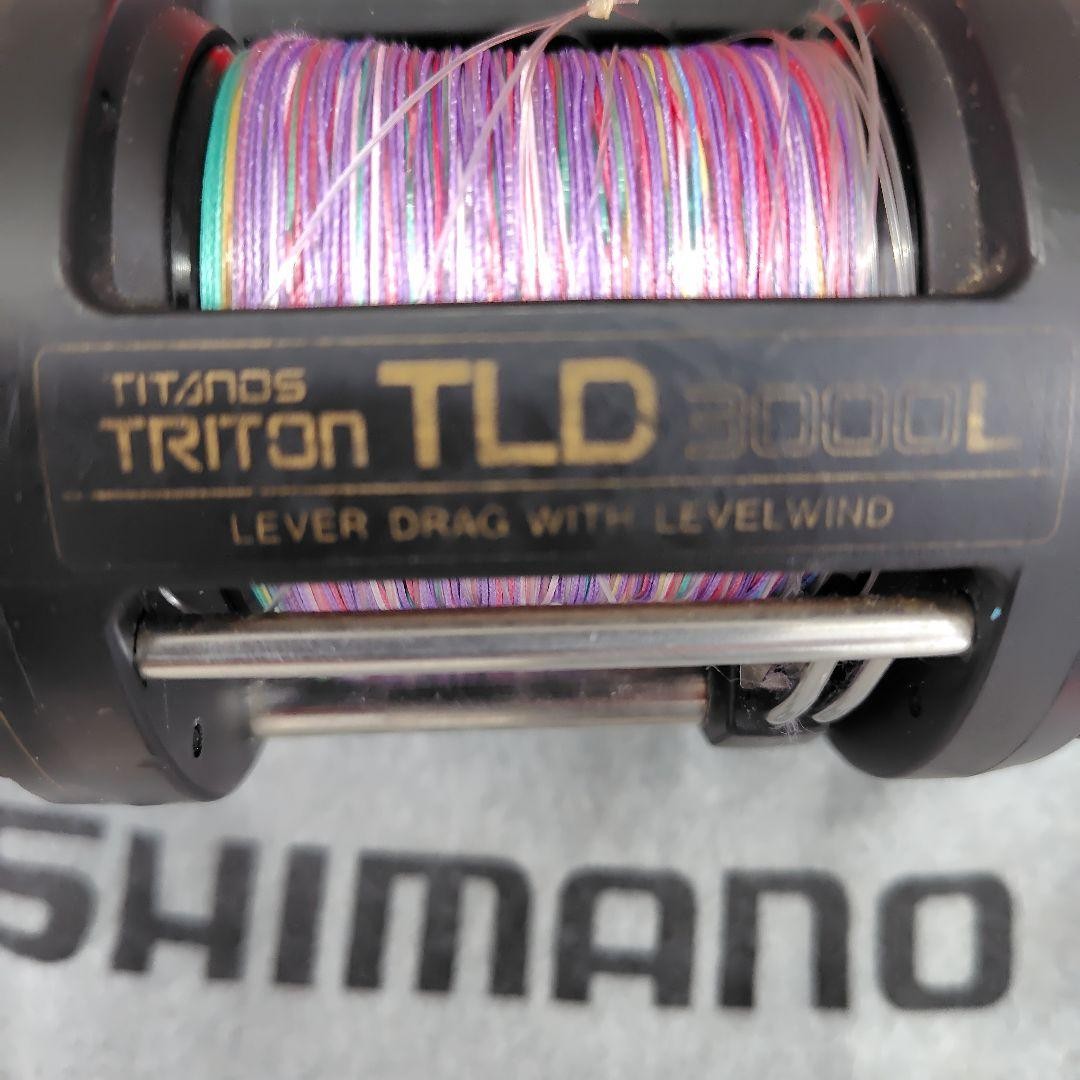 TITANOS
TRITON TLD 3000L
LEVER DRAG WITH LEVELWIND
SHIMANO